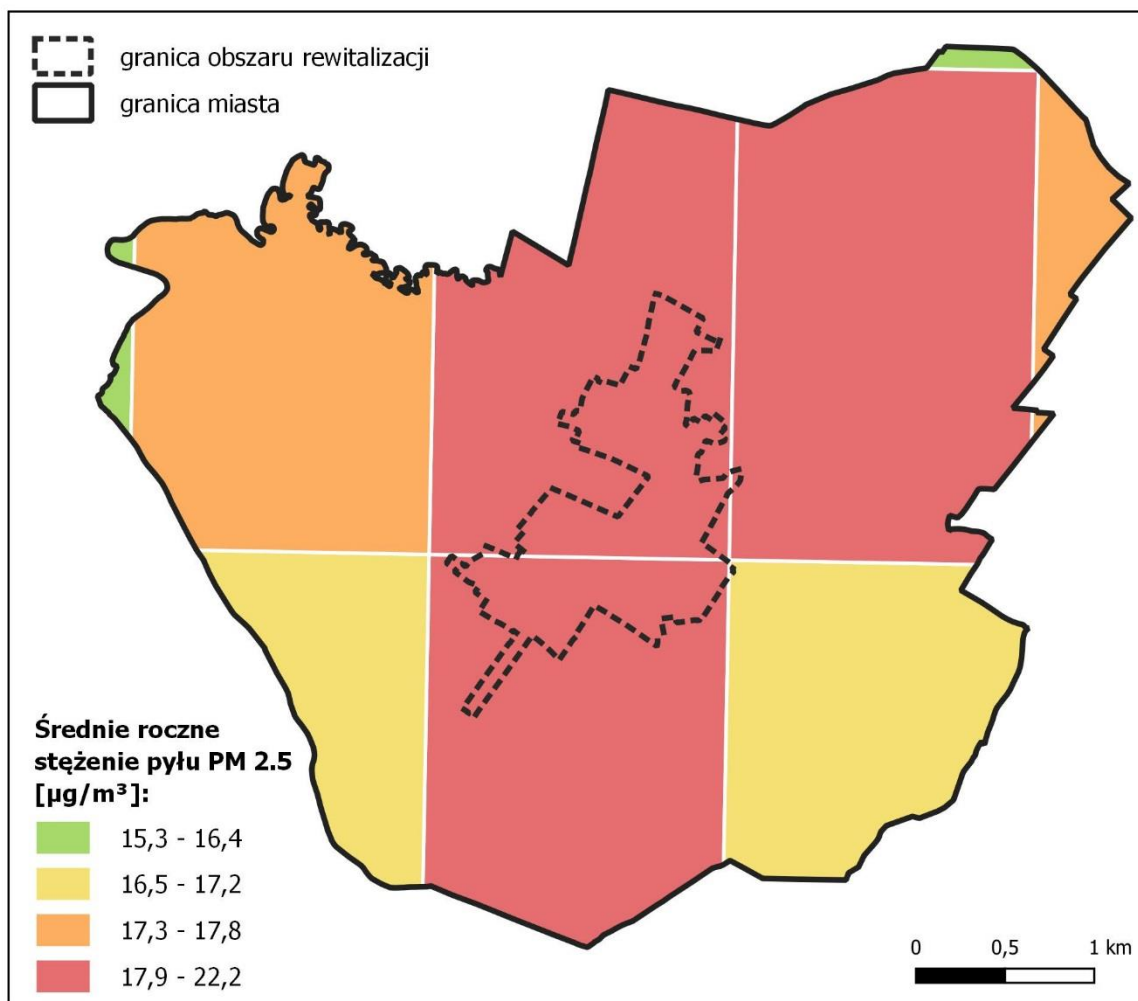 granica obszaru rewitalizacji
granica miasta
Średnie roczne
stężenie pyłu PM 2.5
[µg/m³]:
15,3 - 16,4
16,5 - 17,2
17,3 - 17,8
17,9 - 22,2
0 0,5 1 km